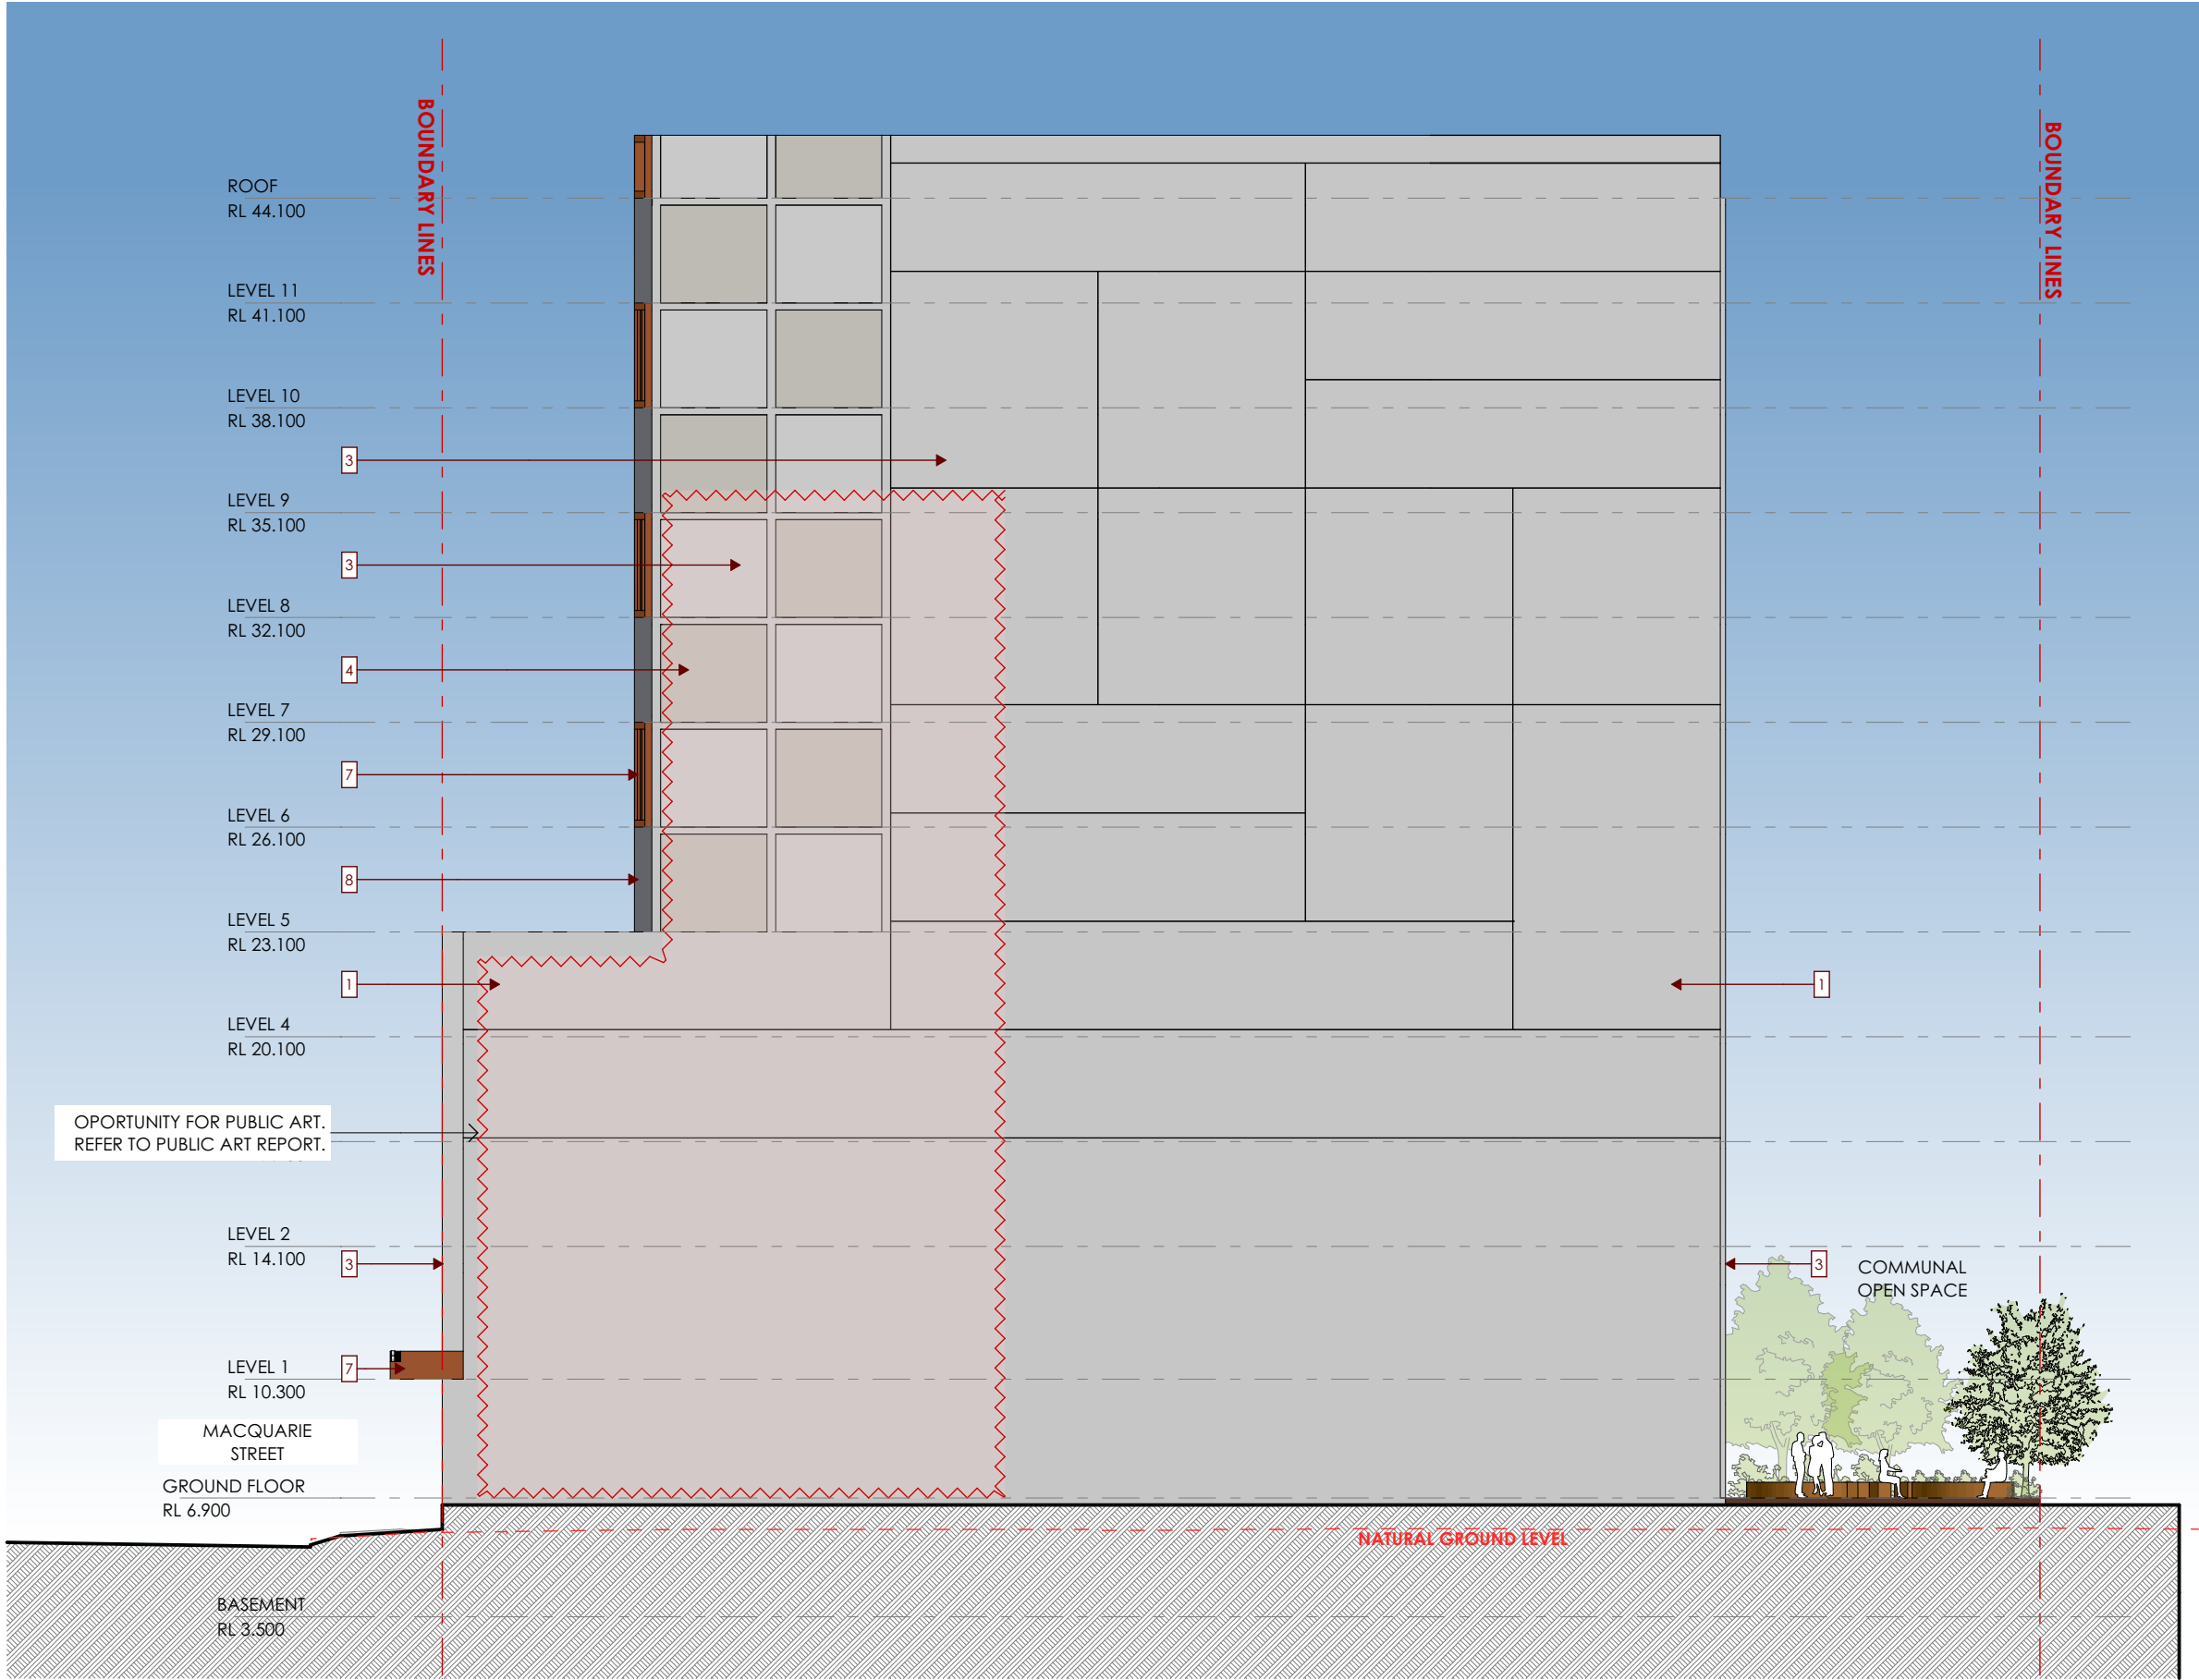 BOUNDARY LINES
BOUNDARY LINES
ROOF
RL 44.100
LEVEL 11
RL 41.100
LEVEL 10
RL 38.100
3
LEVEL 9
RL 35.100
3
LEVEL 8
RL 32.100
4
LEVEL 7
RL 29.100
7
LEVEL 6
RL 26.100
8
LEVEL 5
RL 23.100
1
1
LEVEL 4
RL 20.100
OPORTUNITY FOR PUBLIC ART.
REFER TO PUBLIC ART REPORT.
LEVEL 2
RL 14.100
3
3
COMMUNAL
OPEN SPACE
LEVEL 1
RL 10.300
7
MACQUARIE
STREET
GROUND FLOOR
RL 6.900
NATURAL GROUND LEVEL
BASEMENT
RL 3.500